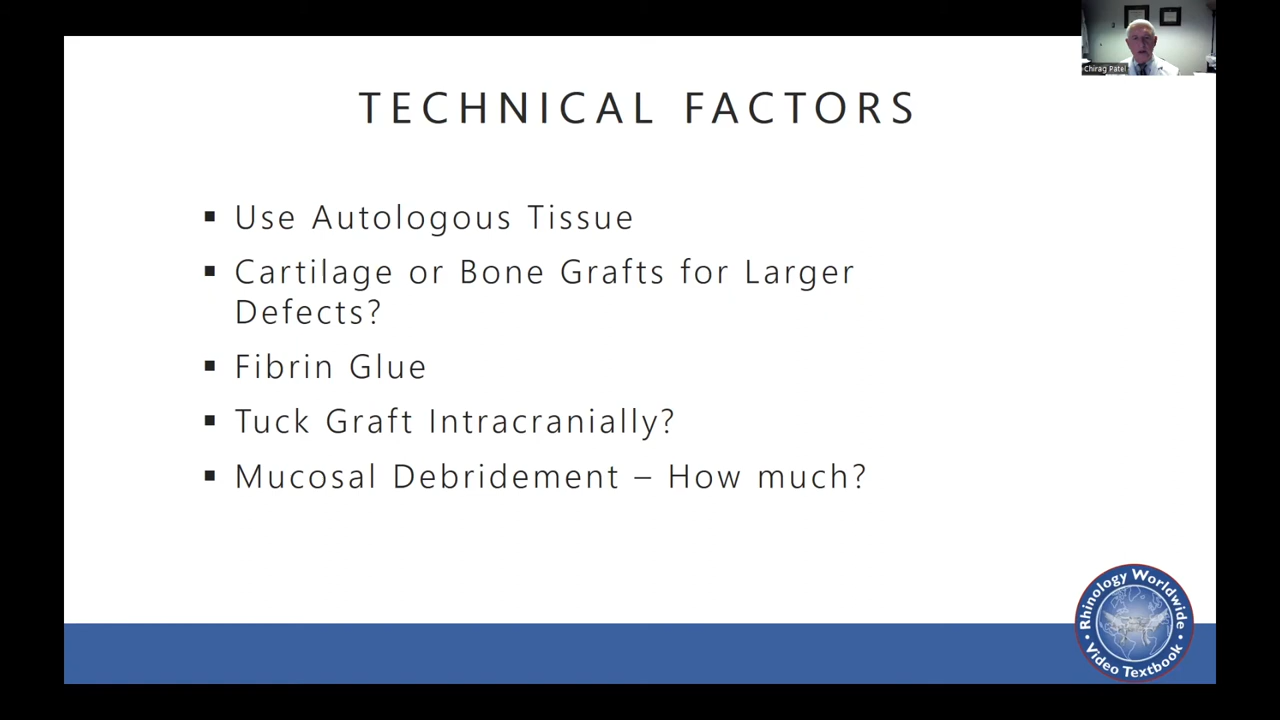 Chirag Patel
TECHNICAL FACTORS
▪ Use Autologous Tissue
▪ Cartilage or Bone Grafts for Larger
Defects?
▪ Fibrin Glue
▪ Tuck Graft Intracranially?
▪ Mucosal Debridement – How much?
Rhinology Worldwide
• Video Textbook •